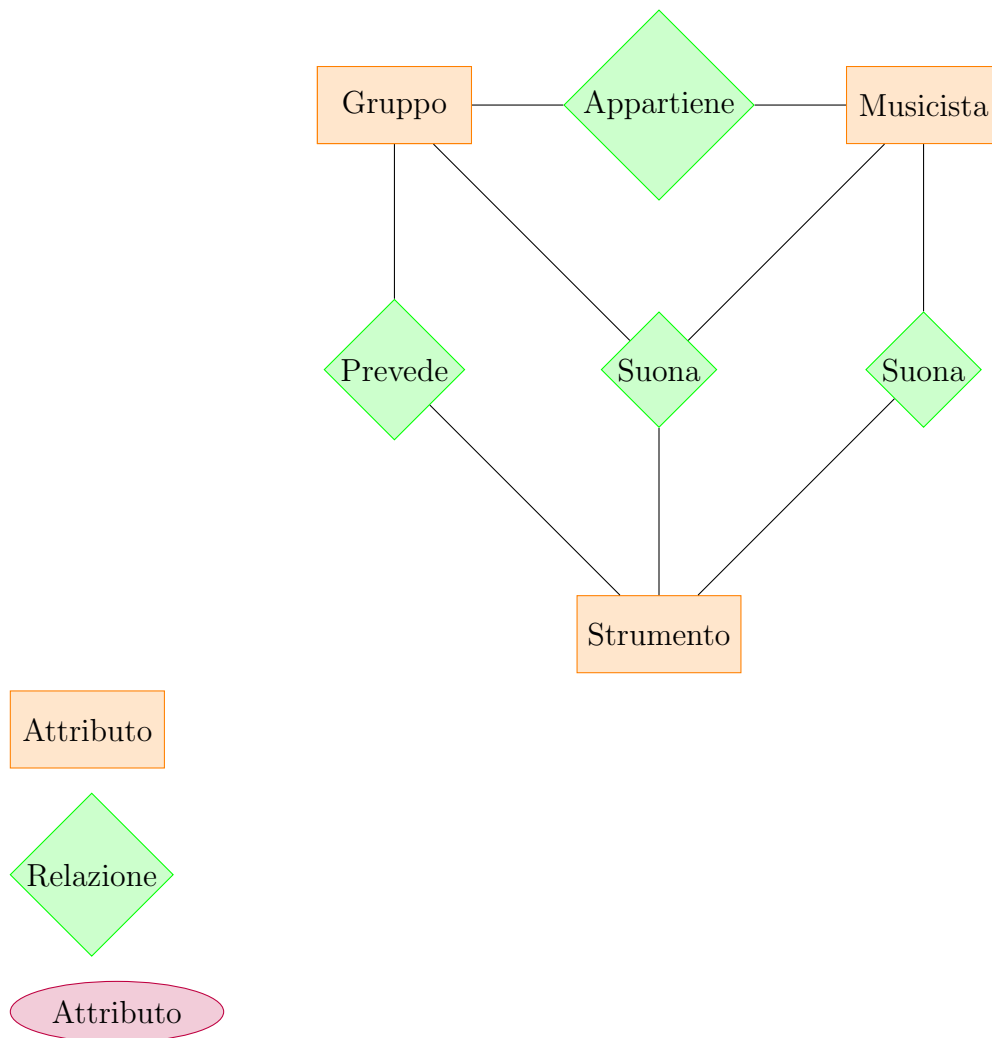 Gruppo
Appartiene
Musicista
Prevede
Suona
Suona
Strumento
Attributo
Relazione
Attributo